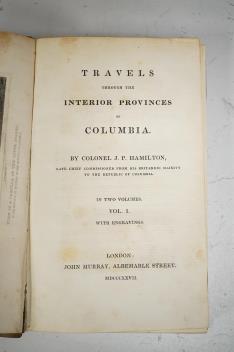 TRAVELS
THROUGH THE
INTERIOR PROVINCES
OF
COLUMBIA.
BY COLONEL J. P. HAMILTON,
LATE CHIEF COMMISSIONER FROM HIS BRITANNIC MAJESTY
TO THE REPUBLIC OF COLUMBIA.
IN TWO VOLUMES.
VOL. I.
WITH ENGRAVINGS.
LONDON:
JOHN MURRAY, ALBEMARLE STREET.
MDCCCXXVII.